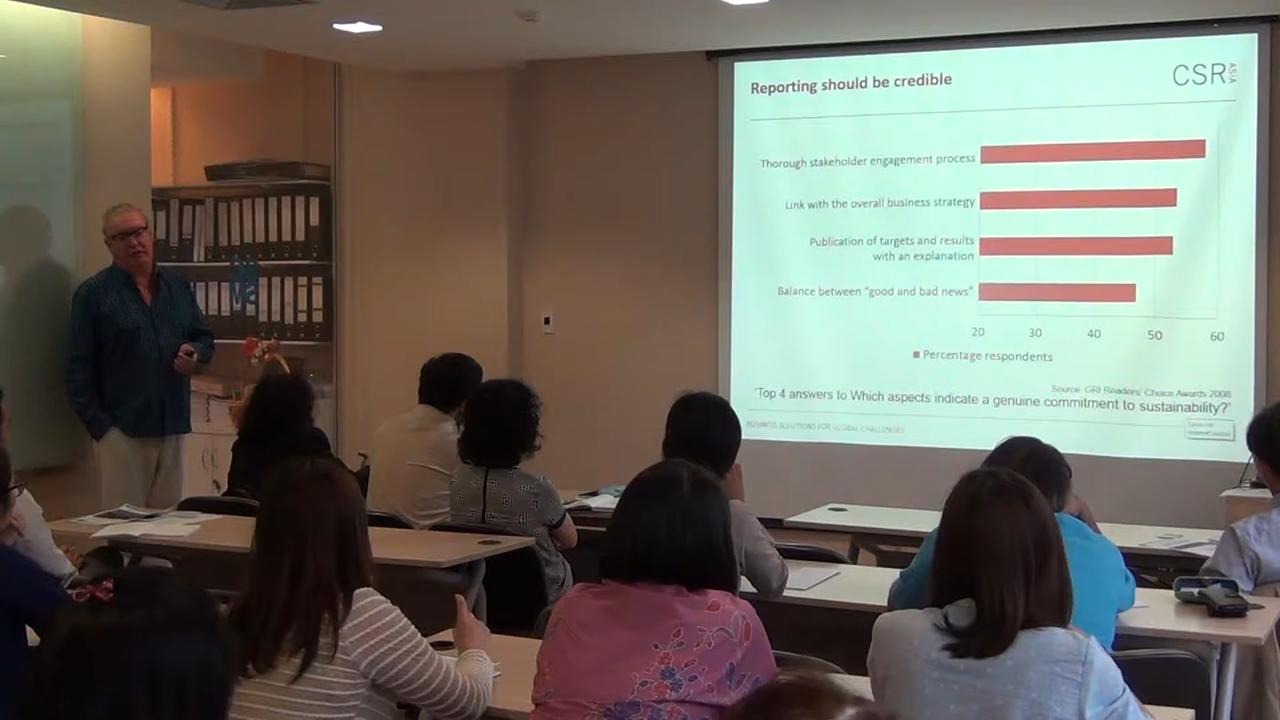 Reporting should be credible
CSR ASIA
Thorough stakeholder engagement process
Link with the overall business strategy
Publication of targets and results
with an explanation
Balance between "good and bad news"
20 30 40 50 60
Percentage respondents
Source: GRI Readers' Choice Awards 2008
'Top 4 answers to Which aspects indicate a genuine commitment to sustainability?'
BUSINESS SOLUTIONS FOR GLOBAL CHALLENGES